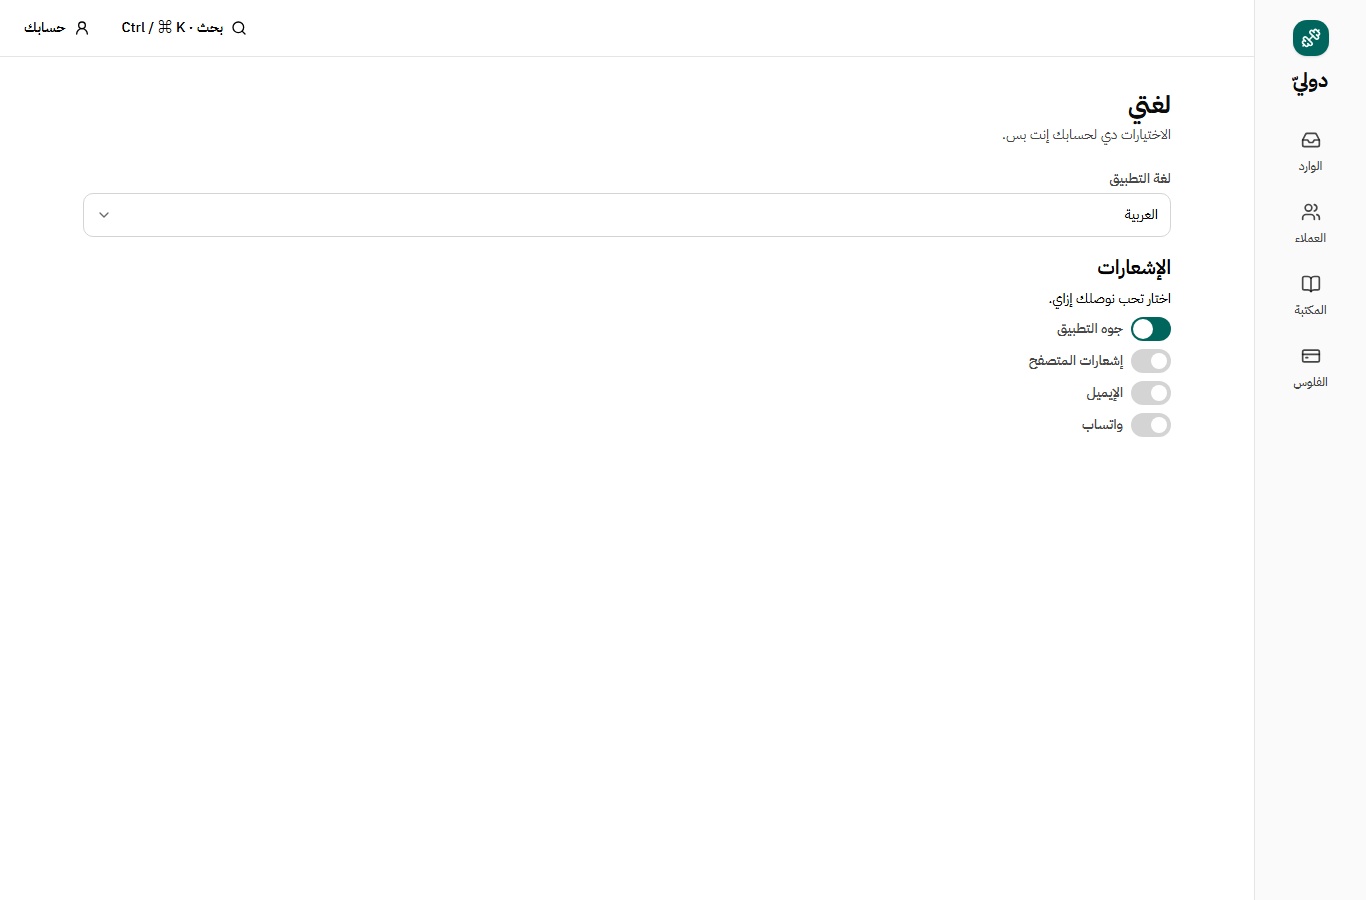 دوليّ
الوارد
العملاء
المكتبة
الفلوس
بحث · Ctrl / ⌘ K
حسابك
لغتي
الاختيارات دي لحسابك إنت بس.
لغة التطبيق
العربية
الإشعارات
اختار تحب نوصلك إزاي.
جوه التطبيق
إشعارات المتصفح
الإيميل
واتساب